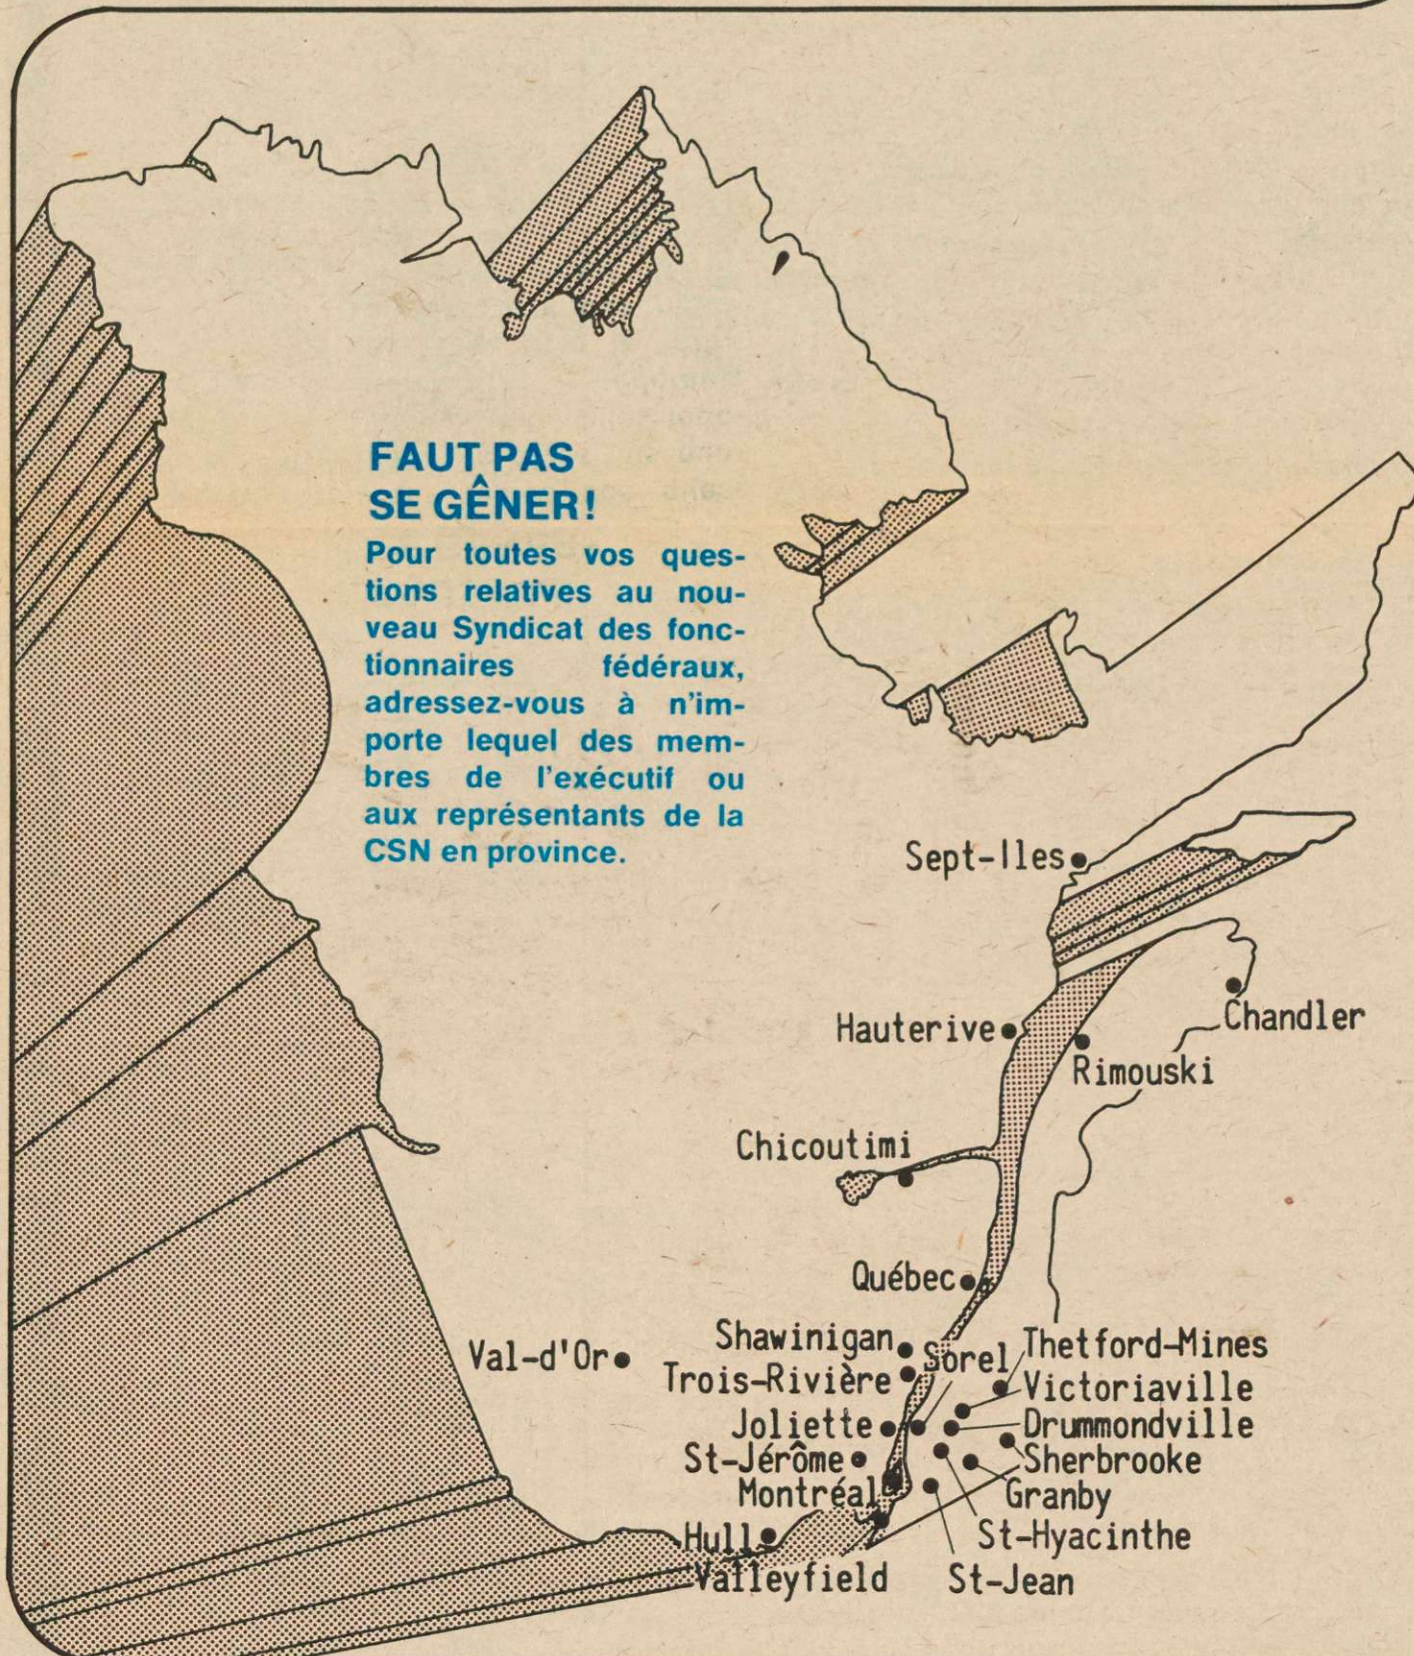 FAUT PAS
SE GÊNER!
Pour toutes vos ques-
tions relatives au nou-
veau Syndicat des fonc-
tionnaires fédéraux,
adressez-vous à n'im-
porte lequel des mem-
bres de l'exécutif ou
aux représentants de la
CSN en province.
Sept-Iles
Chandler
Hauterive
Rimouski
Chicoutimi
Québec
Shawinigan
Sorel
Thetford-Mines
Val-d'Or
Trois-Rivière
Victoriaville
Joliette
Drummondville
St-Jérôme
Sherbrooke
Montréal
Granby
Hull
St-Hyacinthe
Valleyfield
St-Jean